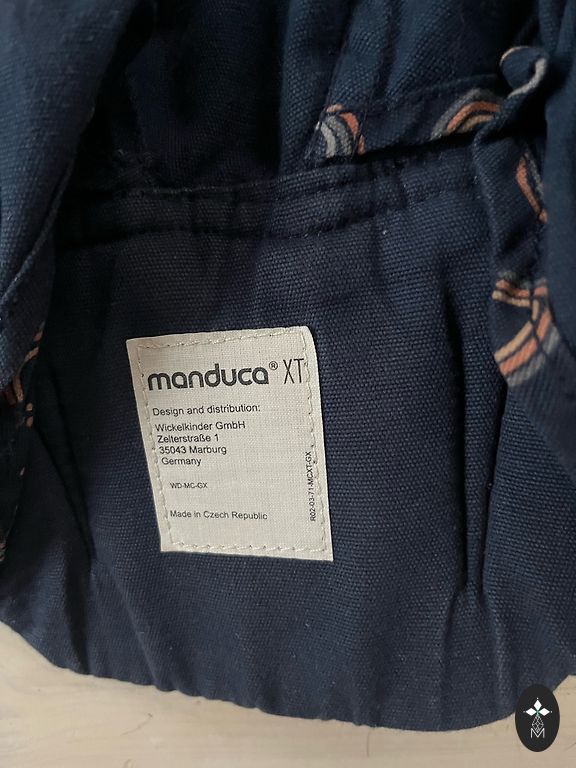 manduca® XT
Design and distribution:
Wickelkinder GmbH
Zelterstraße 1
35043 Marburg
Germany
WD-MC-GX
Made in Czech Republic
R02-03-71-MCXT-GX
M